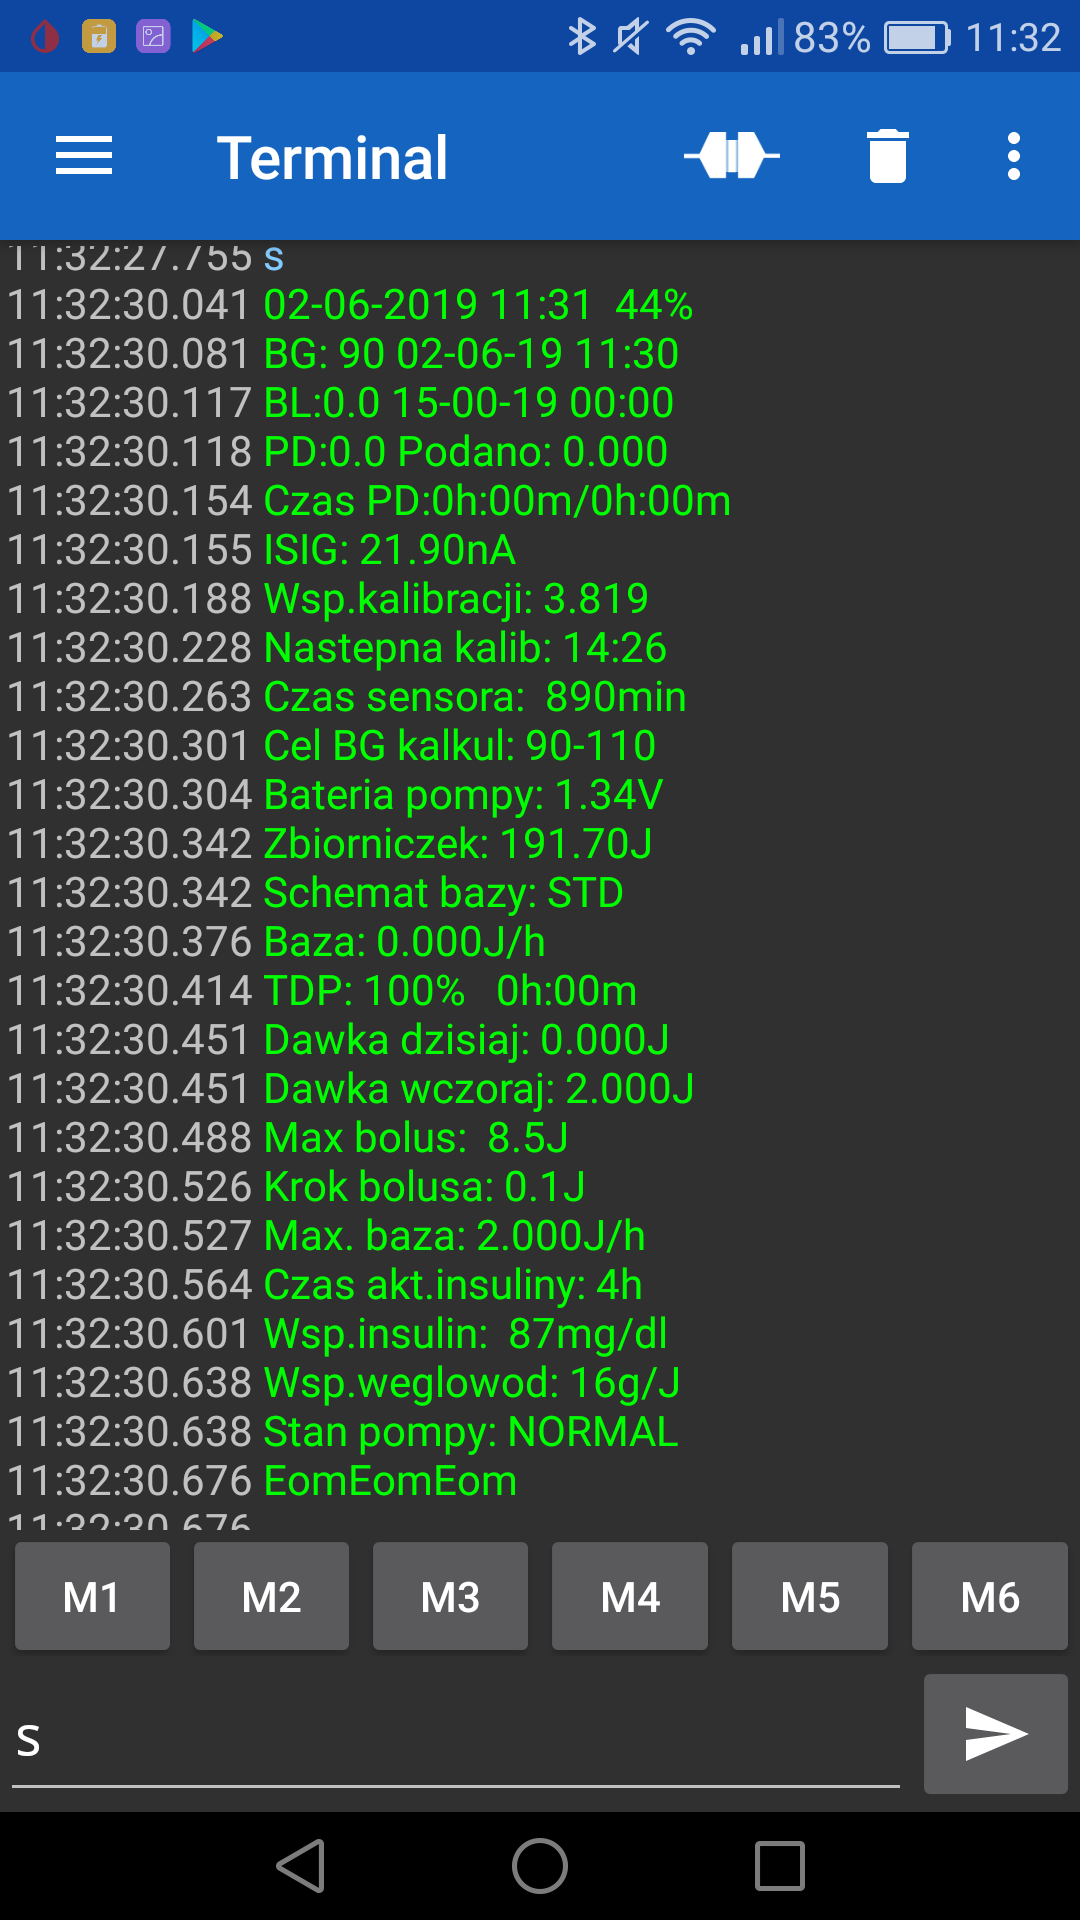 83% 11:32
Terminal
11:32:27.755 s
11:32:30.041 02-06-2019 11:31  44%
11:32:30.081 BG: 90 02-06-19 11:30
11:32:30.117 BL:0.0 15-00-19 00:00
11:32:30.118 PD:0.0 Podano: 0.000
11:32:30.154 Czas PD:0h:00m/0h:00m
11:32:30.155 ISIG: 21.90nA
11:32:30.188 Wsp.kalibracji: 3.819
11:32:30.228 Nastepna kalib: 14:26
11:32:30.263 Czas sensora:  890min
11:32:30.301 Cel BG kalkul: 90-110
11:32:30.304 Bateria pompy: 1.34V
11:32:30.342 Zbiorniczek: 191.70J
11:32:30.342 Schemat bazy: STD
11:32:30.376 Baza: 0.000J/h
11:32:30.414 TDP: 100%   0h:00m
11:32:30.451 Dawka dzisiaj: 0.000J
11:32:30.451 Dawka wczoraj: 2.000J
11:32:30.488 Max bolus:  8.5J
11:32:30.526 Krok bolusa: 0.1J
11:32:30.527 Max. baza: 2.000J/h
11:32:30.564 Czas akt.insuliny: 4h
11:32:30.601 Wsp.insulin:  87mg/dl
11:32:30.638 Wsp.weglowod: 16g/J
11:32:30.638 Stan pompy: NORMAL
11:32:30.676 EomEomEom
11:32:30.676
M1 M2 M3 M4 M5 M6
s